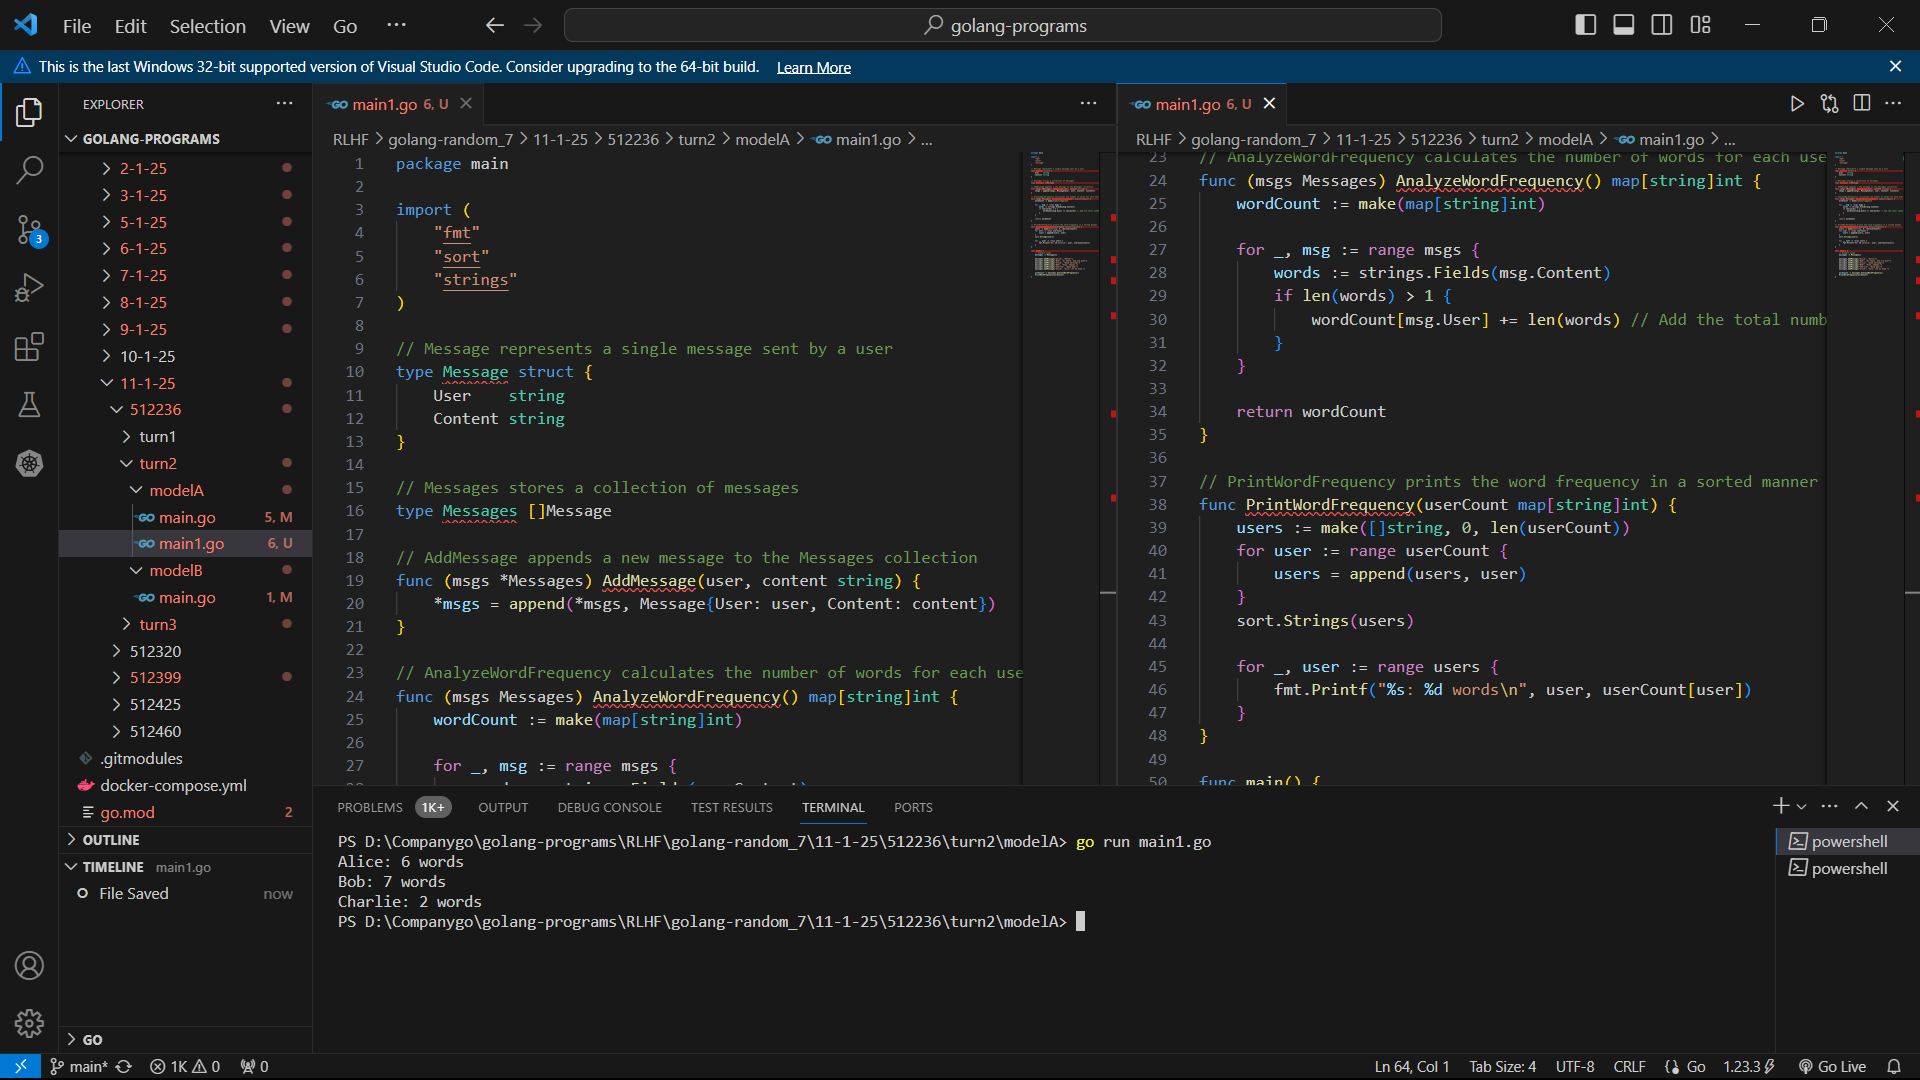 File Edit Selection View Go ··· golang-programs
This is the last Windows 32-bit supported version of Visual Studio Code. Consider upgrading to the 64-bit build. Learn More
EXPLORER ···
GOLANG-PROGRAMS
2-1-25
3-1-25
5-1-25
6-1-25
7-1-25
8-1-25
9-1-25
10-1-25
11-1-25
512236
turn1
turn2
modelA
main.go 5, M
main1.go 6, U
modelB
main.go 1, M
turn3
512320
512399
512425
512460
.gitmodules
docker-compose.yml
go.mod 2
OUTLINE
TIMELINE main1.go
File Saved now
GO
3
main1.go 6, U
RLHF > golang-random_7 > 11-1-25 > 512236 > turn2 > modelA > main1.go > ...
1 package main
2
3 import (
4 "fmt"
5 "sort"
6 "strings"
7 )
8
9 // Message represents a single message sent by a user
10 type Message struct {
11 User    string
12 Content string
13 }
14
15 // Messages stores a collection of messages
16 type Messages []Message
17
18 // AddMessage appends a new message to the Messages collection
19 func (msgs *Messages) AddMessage(user, content string) {
20 *msgs = append(*msgs, Message{User: user, Content: content})
21 }
22
23 // AnalyzeWordFrequency calculates the number of words for each use
24 func (msgs Messages) AnalyzeWordFrequency() map[string]int {
25 wordCount := make(map[string]int)
26
27 for _, msg := range msgs {
main1.go 6, U
RLHF > golang-random_7 > 11-1-25 > 512236 > turn2 > modelA > main1.go > ...
23 // AnalyzeWordFrequency calculates the number of words for each use
24 func (msgs Messages) AnalyzeWordFrequency() map[string]int {
25 wordCount := make(map[string]int)
26
27 for _, msg := range msgs {
28 words := strings.Fields(msg.Content)
29 if len(words) > 1 {
30 wordCount[msg.User] += len(words) // Add the total numb
31 }
32 }
33
34 return wordCount
35 }
36
37 // PrintWordFrequency prints the word frequency in a sorted manner
38 func PrintWordFrequency(userCount map[string]int) {
39 users := make([]string, 0, len(userCount))
40 for user := range userCount {
41 users = append(users, user)
42 }
43 sort.Strings(users)
44
45 for _, user := range users {
46 fmt.Printf("%s: %d words\n", user, userCount[user])
47 }
48 }
49
50 func main() {
PROBLEMS 1K+ OUTPUT DEBUG CONSOLE TEST RESULTS TERMINAL PORTS
PS D:\Companygo\golang-programs\RLHF\golang-random_7\11-1-25\512236\turn2\modelA> go run main1.go
Alice: 6 words
Bob: 7 words
Charlie: 2 words
PS D:\Companygo\golang-programs\RLHF\golang-random_7\11-1-25\512236\turn2\modelA>
powershell
powershell
main* 1K 0 0 Ln 64, Col 1 Tab Size: 4 UTF-8 CRLF Go 1.23.3 Go Live